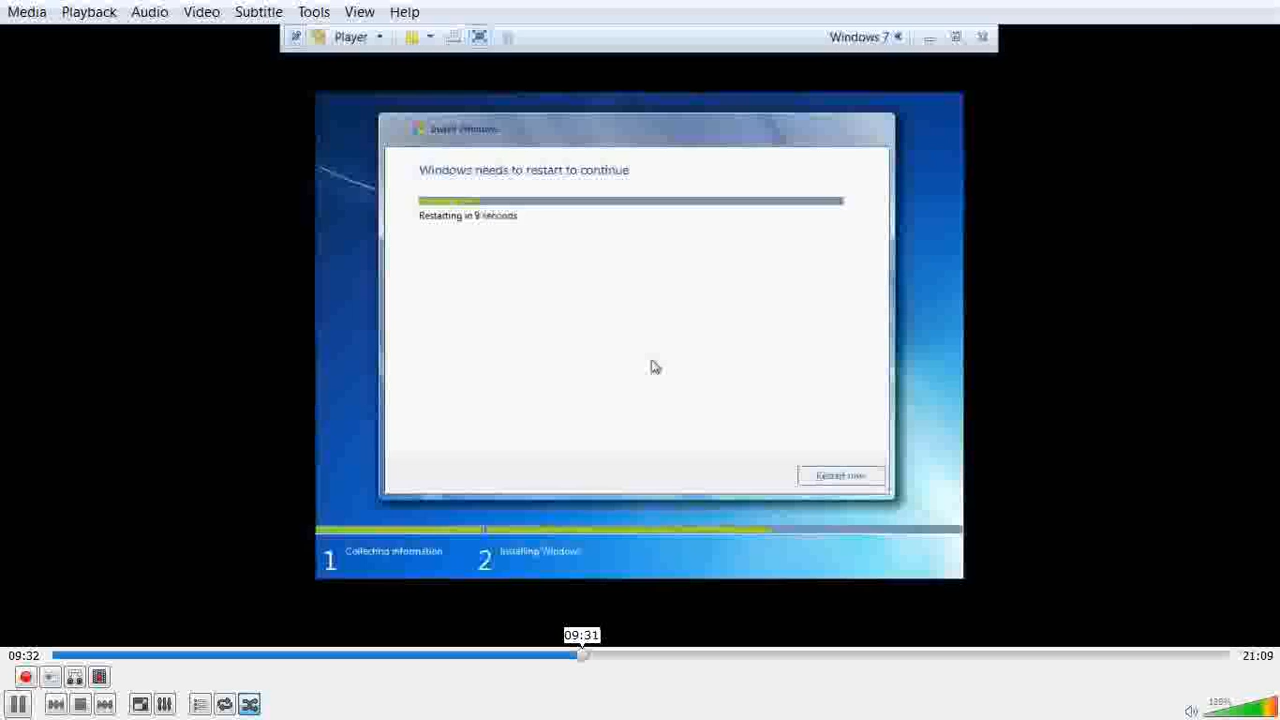 Media Playback Audio Video Subtitle Tools View Help
Player Windows 7
Windows needs to restart to continue
Restarting in 9 seconds
Restart now
1 Collecting information 2 Installing Windows
09:31
09:32 21:09